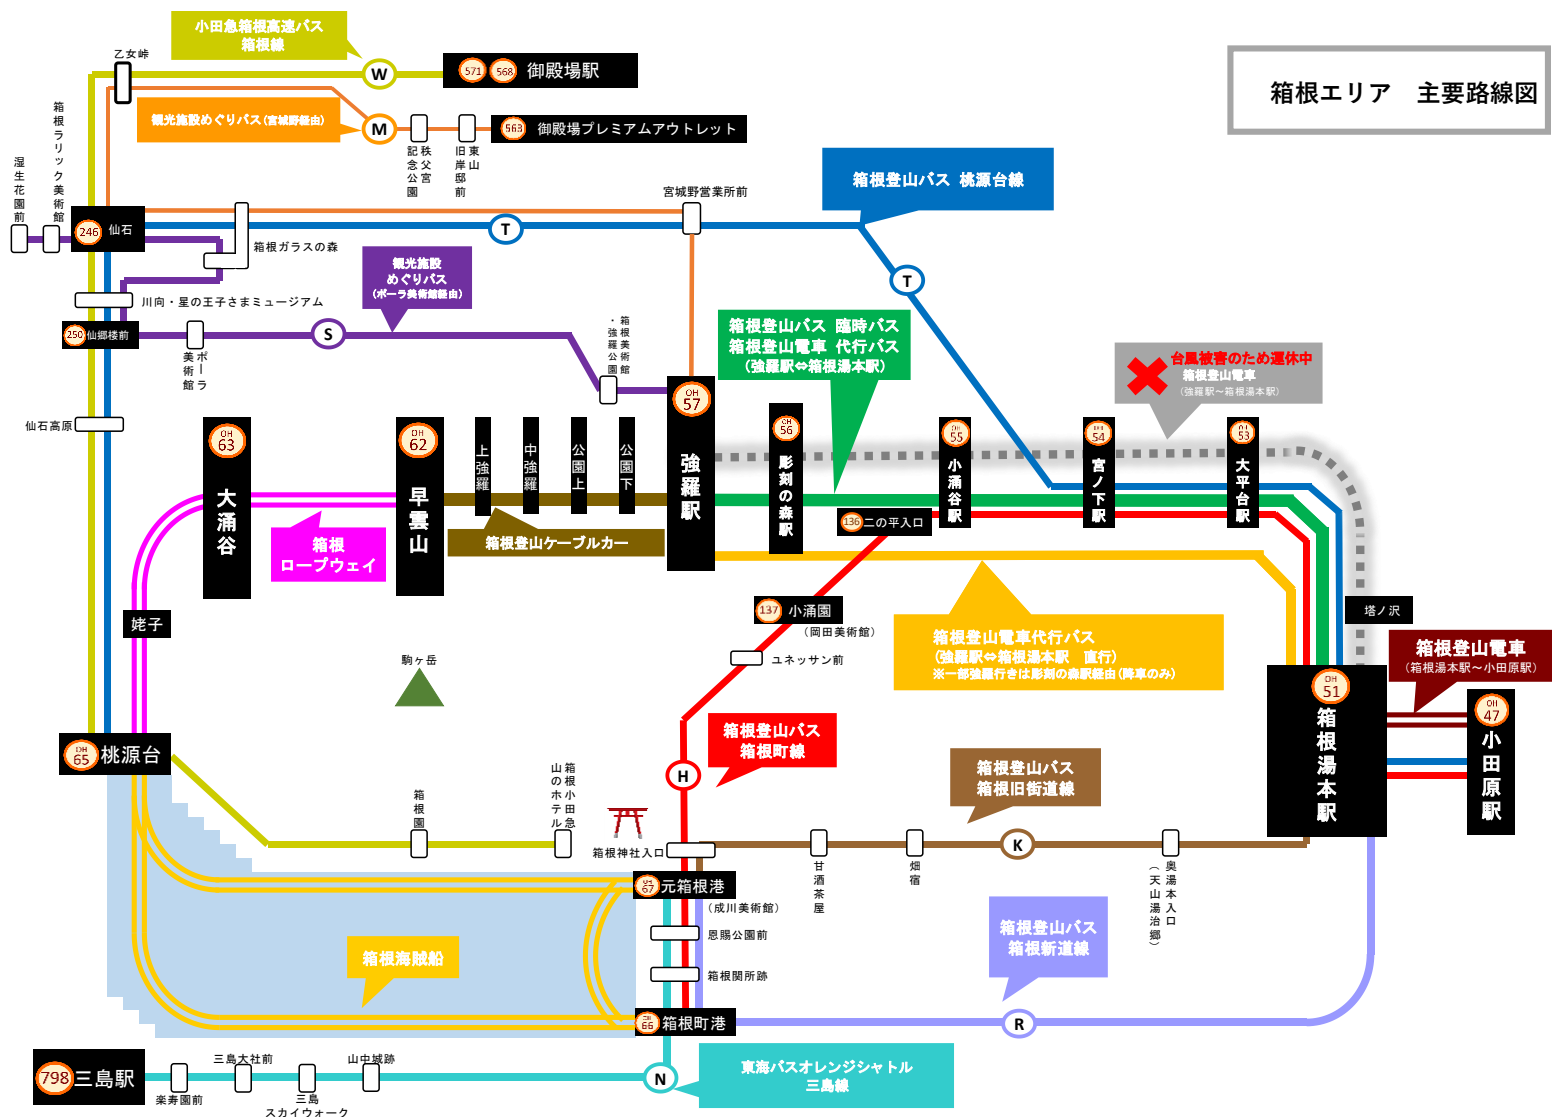 箱根エリア　主要路線図
小田急箱根高速バス
箱根線
乙女峠
W
571
568
御殿場駅
観光施設めぐりバス(宮城野経由)
M
秩父宮
記念公園
東山
旧岸邸前
563
御殿場プレミアムアウトレット
湿生花園前
箱根ラリック美術館
246
仙石
箱根ガラスの森
T
宮城野営業所前
箱根登山バス 桃源台線
T
観光施設
めぐりバス
(ポーラ美術館経由)
川向・星の王子さまミュージアム
250
仙郷楼前
ポーラ
美術館
S
箱根美術館
・強羅公園
箱根登山バス 臨時バス
箱根登山電車 代行バス
(強羅駅⇔箱根湯本駅)
台風被害のため運休中
箱根登山電車
(強羅駅～箱根湯本駅)
仙石高原
OH
63
大涌谷
OH
62
早雲山
上強羅
中強羅
公園上
公園下
OH
57
強羅駅
OH
56
彫刻の森駅
OH
55
小涌谷駅
OH
54
宮ノ下駅
OH
53
大平台駅
136
二の平入口
箱根
ロープウェイ
箱根登山ケーブルカー
137
小涌園
(岡田美術館)
ユネッサン前
箱根登山電車代行バス
(強羅駅⇔箱根湯本駅　直行)
※一部強羅行きは彫刻の森駅経由(降車のみ)
塔ノ沢
箱根登山電車
(箱根湯本駅～小田原駅)
姥子
駒ヶ岳
OH
51
箱根湯本駅
OH
47
小田原駅
OH
65
桃源台
箱根登山バス
箱根町線
H
箱根登山バス
箱根旧街道線
箱根園
箱根小田急
山のホテル
箱根神社入口
甘酒茶屋
畑宿
K
奥湯本入口
(天山湯治郷)
OH
67
元箱根港
(成川美術館)
恩賜公園前
箱根関所跡
箱根海賊船
箱根登山バス
箱根新道線
OH
66
箱根町港
R
798
三島駅
楽寿園前
三島大社前
三島
スカイウォーク
山中城跡
N
東海バスオレンジシャトル
三島線